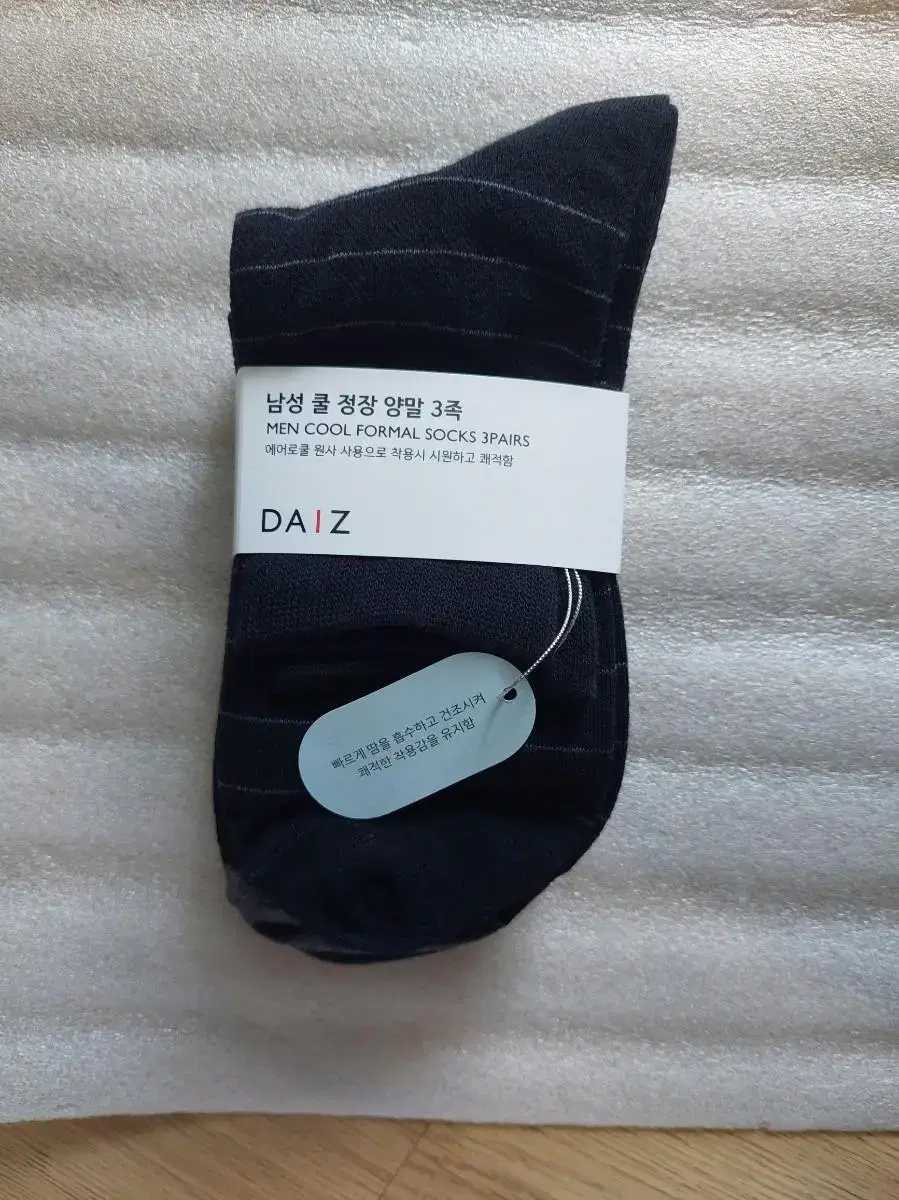 남성 쿨 정장 양말 3족
MEN COOL FORMAL SOCKS 3PAIRS
에어로쿨 원사 사용으로 착용시 시원하고 쾌적함
DAIZ
빠르게 땀을 흡수하고 건조시켜
쾌적한 착용감을 유지함